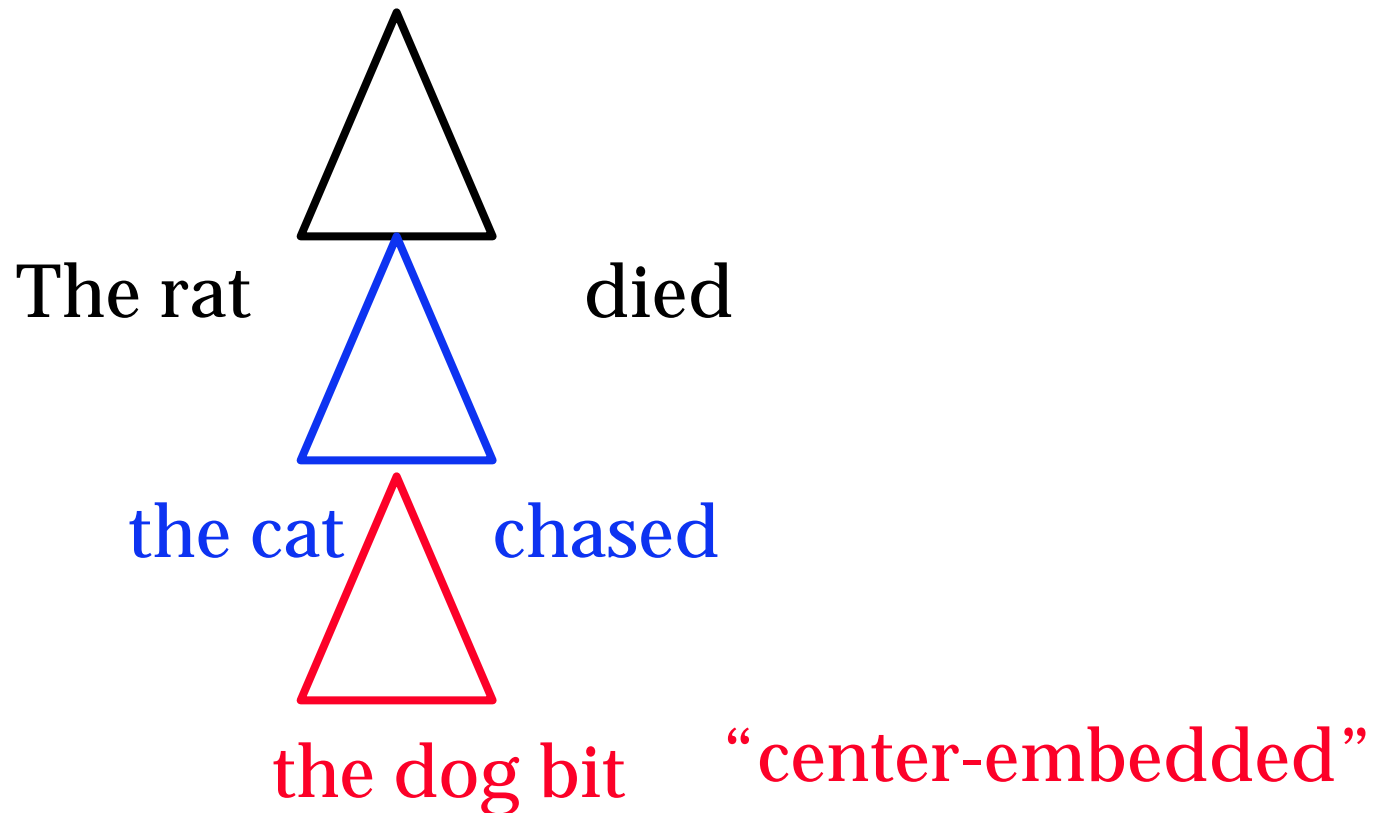 The rat died
the cat chased
the dog bit “center-embedded”